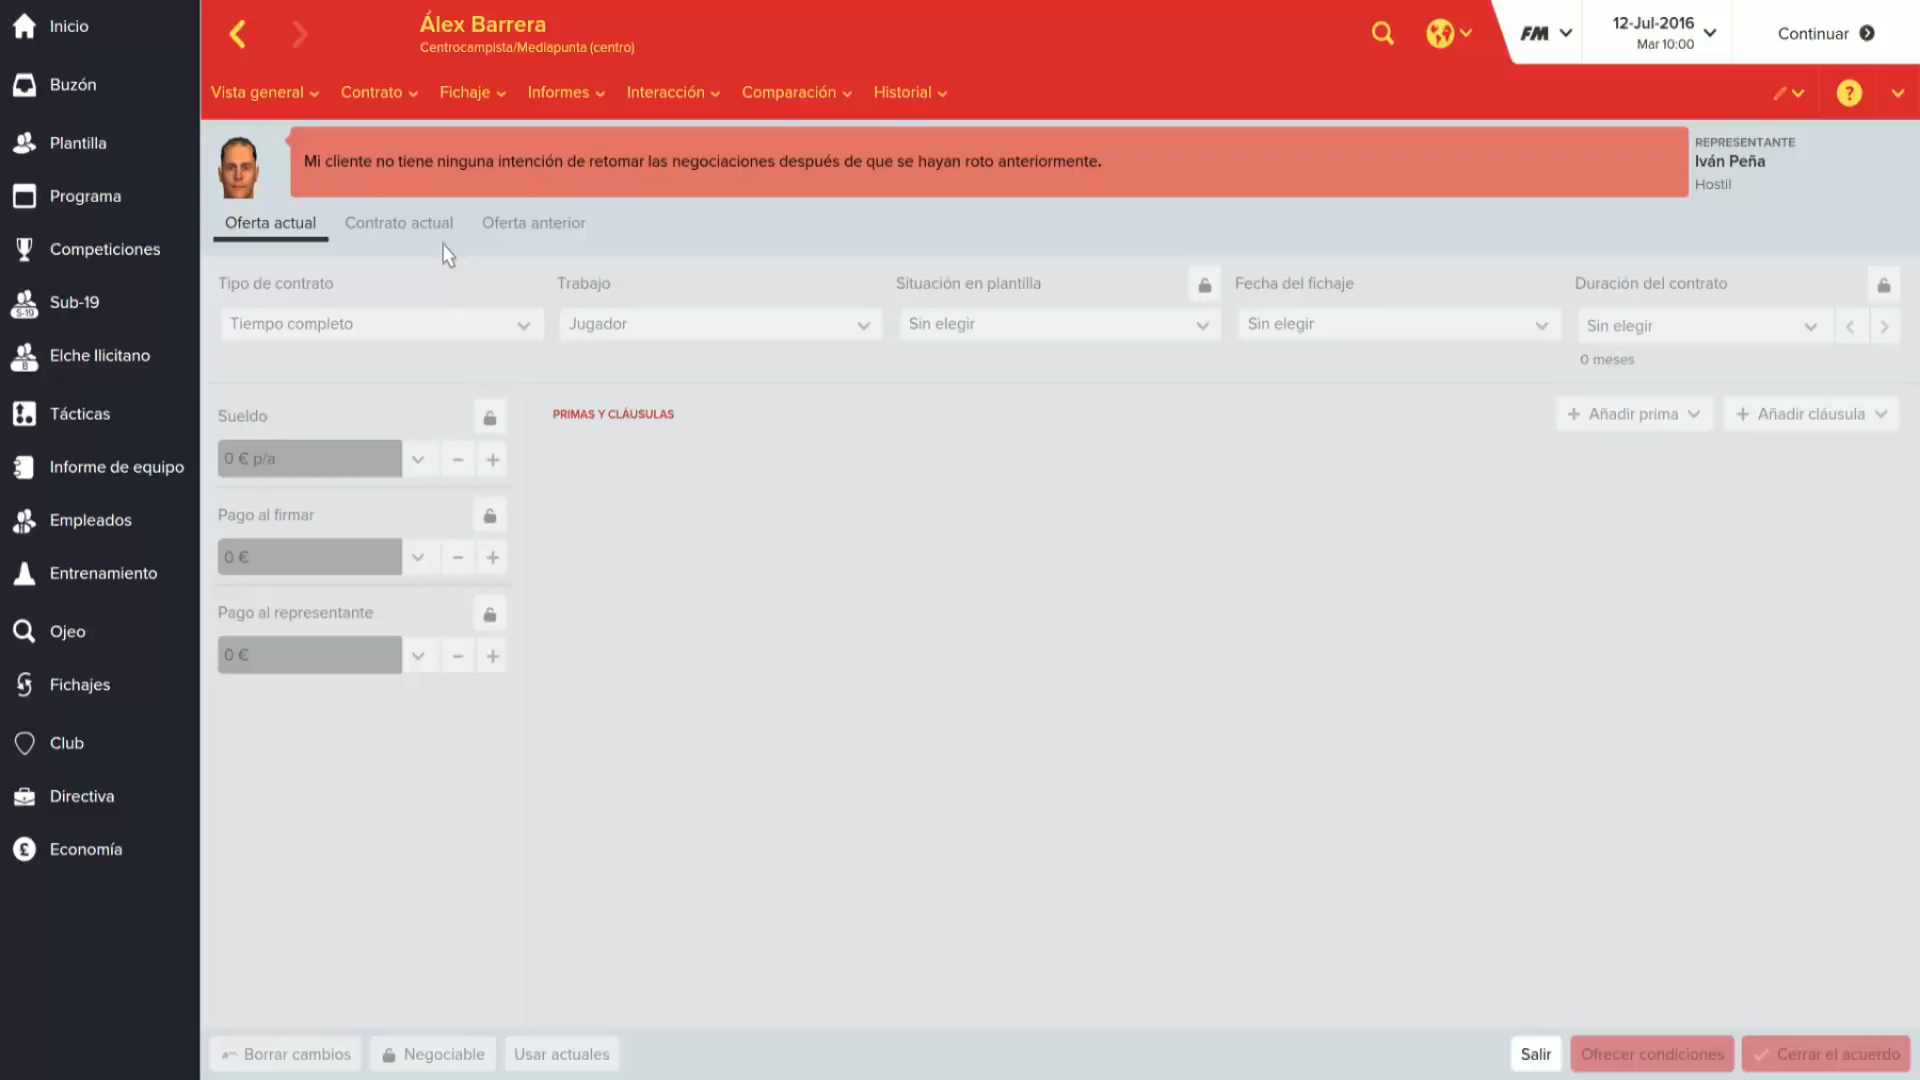 Inicio
Buzón
Plantilla
Programa
Competiciones
Sub-19
S-19
Elche Ilicitano
B
Tácticas
Informe de equipo
Empleados
Entrenamiento
Ojeo
Fichajes
Club
Directiva
Economía
Álex Barrera
Centrocampista/Mediapunta (centro)
FM
12-Jul-2016
Mar 10:00
Continuar
Vista general
Contrato
Fichaje
Informes
Interacción
Comparación
Historial
?
Mi cliente no tiene ninguna intención de retomar las negociaciones después de que se hayan roto anteriormente.
REPRESENTANTE
Iván Peña
Hostil
Oferta actual
Contrato actual
Oferta anterior
Tipo de contrato
Tiempo completo
Trabajo
Jugador
Situación en plantilla
Sin elegir
Fecha del fichaje
Sin elegir
Duración del contrato
Sin elegir
0 meses
Sueldo
0 € p/a
Pago al firmar
0 €
Pago al representante
0 €
PRIMAS Y CLÁUSULAS
+ Añadir prima
+ Añadir cláusula
Borrar cambios
Negociable
Usar actuales
Salir
Ofrecer condiciones
Cerrar el acuerdo